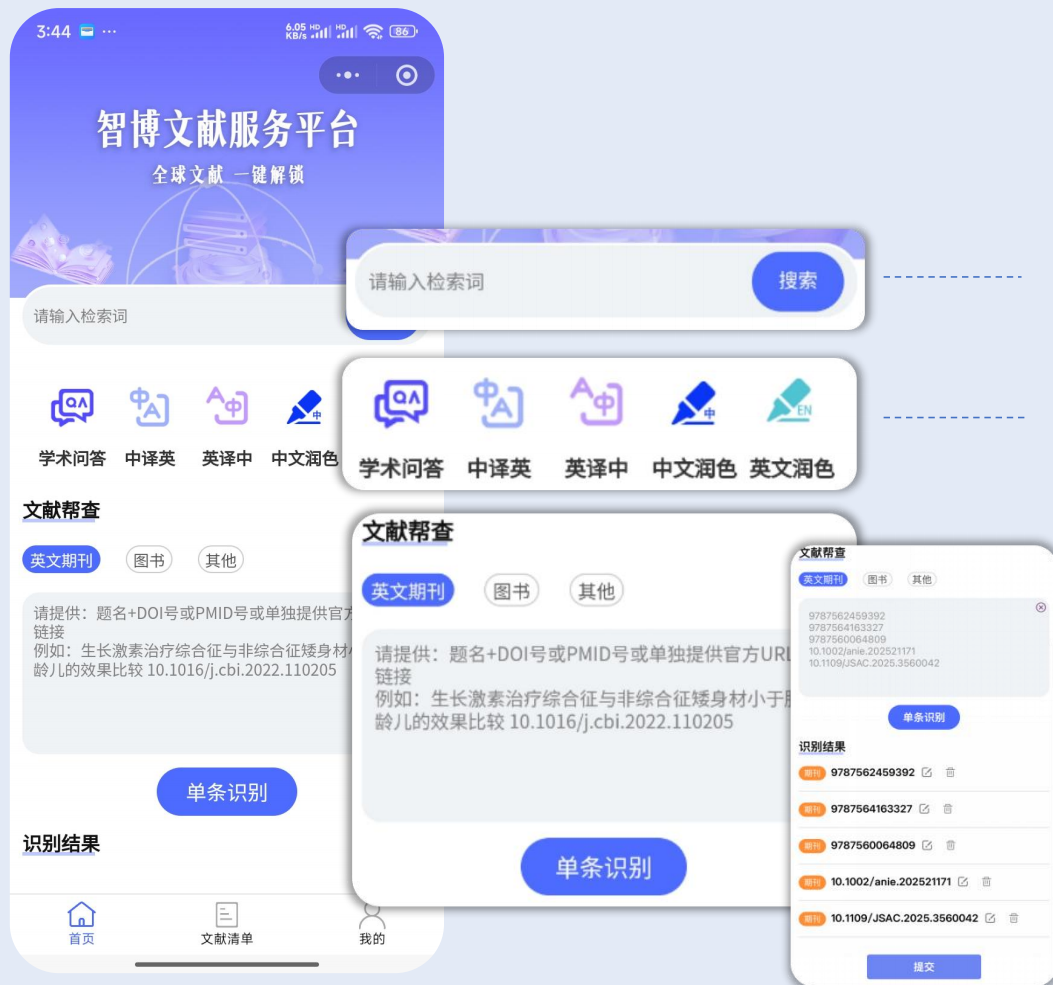 3:44
6.05 KB/s HD HD 86
智博文献服务平台
全球文献 一键解锁
请输入检索词
学术问答 中译英 英译中 中文润色
文献帮查
英文期刊 图书 其他
请提供：题名+DOI号或PMID号或单独提供官方
链接
例如：生长激素治疗综合征与非综合征矮身材
龄儿的效果比较 10.1016/j.cbi.2022.110205
单条识别
识别结果
首页 文献清单 我的
请输入检索词 搜索
学术问答 中译英 英译中 中文润色 英文润色
文献帮查
英文期刊 图书 其他
请提供：题名+DOI号或PMID号或单独提供官方URL
链接
例如：生长激素治疗综合征与非综合征矮身材小于
龄儿的效果比较 10.1016/j.cbi.2022.110205
单条识别
文献帮查
英文期刊 图书 其他
9787562459392
9787564163327
9787560064809
10.1002/anie.202521171
10.1109/JSAC.2025.3560042
单条识别
识别结果
期刊 9787562459392
期刊 9787564163327
期刊 9787560064809
期刊 10.1002/anie.202521171
期刊 10.1109/JSAC.2025.3560042
提交